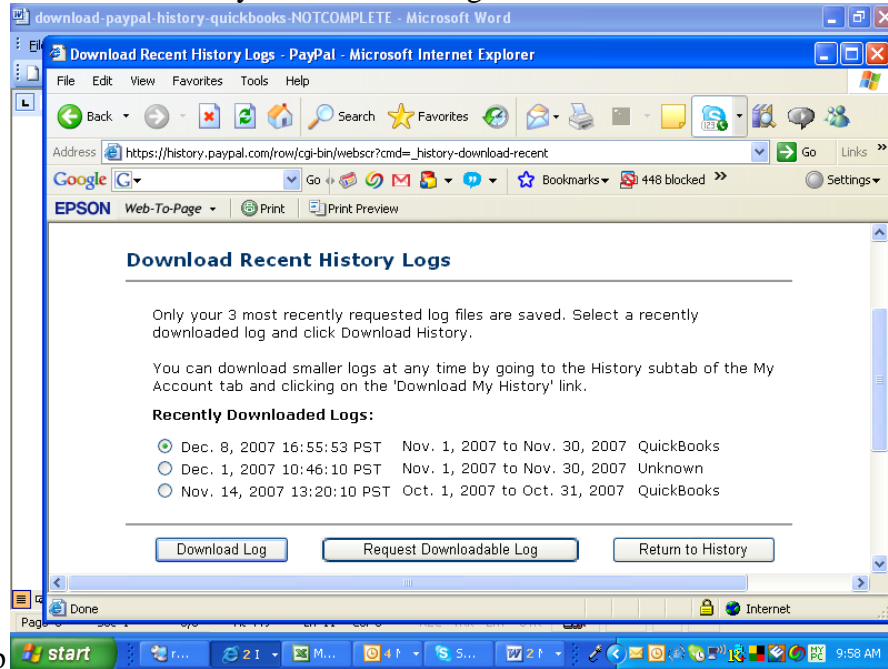 download-paypal-history-quickbooks-NOTCOMPLETE - Microsoft Word
Download Recent History Logs - PayPal - Microsoft Internet Explorer
File Edit View Favorites Tools Help
Back Search Favorites
Address https://history.paypal.com/row/cgi-bin/webscr?cmd=_history-download-recent Go Links »
Google G Go Bookmarks 448 blocked » Settings
EPSON Web-To-Page Print Print Preview
Download Recent History Logs
Only your 3 most recently requested log files are saved. Select a recently
downloaded log and click Download History.
You can download smaller logs at any time by going to the History subtab of the My
Account tab and clicking on the 'Download My History' link.
Recently Downloaded Logs:
Dec. 8, 2007 16:55:53 PST Nov. 1, 2007 to Nov. 30, 2007 QuickBooks
Dec. 1, 2007 10:46:10 PST Nov. 1, 2007 to Nov. 30, 2007 Unknown
Nov. 14, 2007 13:20:10 PST Oct. 1, 2007 to Oct. 31, 2007 QuickBooks
Download Log Request Downloadable Log Return to History
Done Internet
start r... 2 I M... 4 S... 2 9:58 AM